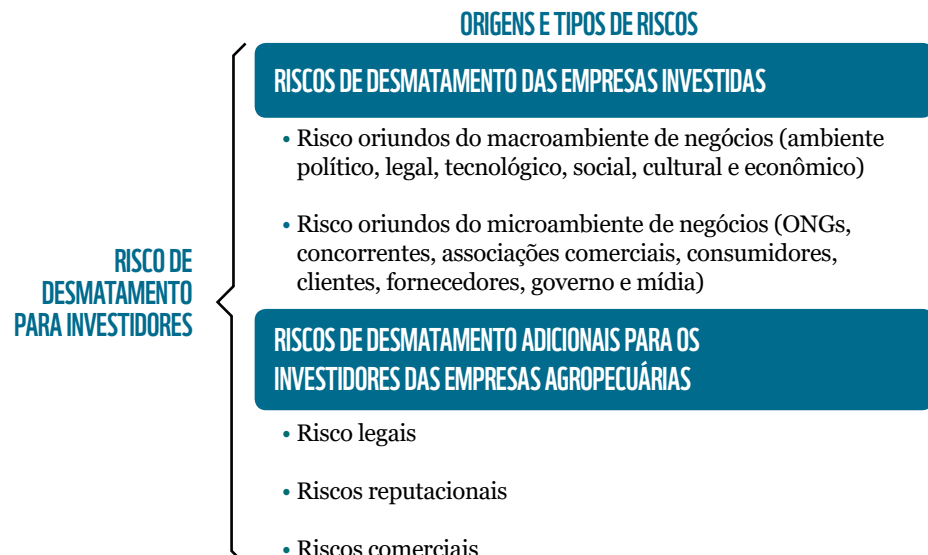 ORIGENS E TIPOS DE RISCOS
RISCO DE
DESMATAMENTO
PARA INVESTIDORES
RISCOS DE DESMATAMENTO DAS EMPRESAS INVESTIDAS
• Risco oriundos do macroambiente de negócios (ambiente
político, legal, tecnológico, social, cultural e econômico)
• Risco oriundos do microambiente de negócios (ONGs,
concorrentes, associações comerciais, consumidores,
clientes, fornecedores, governo e mídia)
RISCOS DE DESMATAMENTO ADICIONAIS PARA OS
INVESTIDORES DAS EMPRESAS AGROPECUÁRIAS
• Risco legais
• Riscos reputacionais
• Riscos comerciais